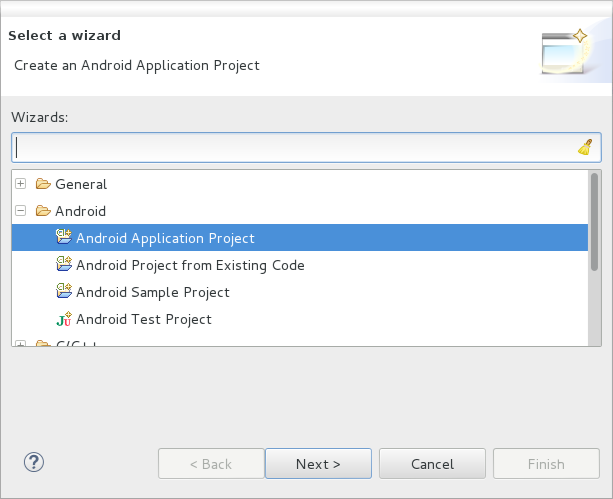 Select a wizard
Create an Android Application Project
Wizards:
General
Android
Android Application Project
Android Project from Existing Code
Android Sample Project
Android Test Project
< Back
Next >
Cancel
Finish